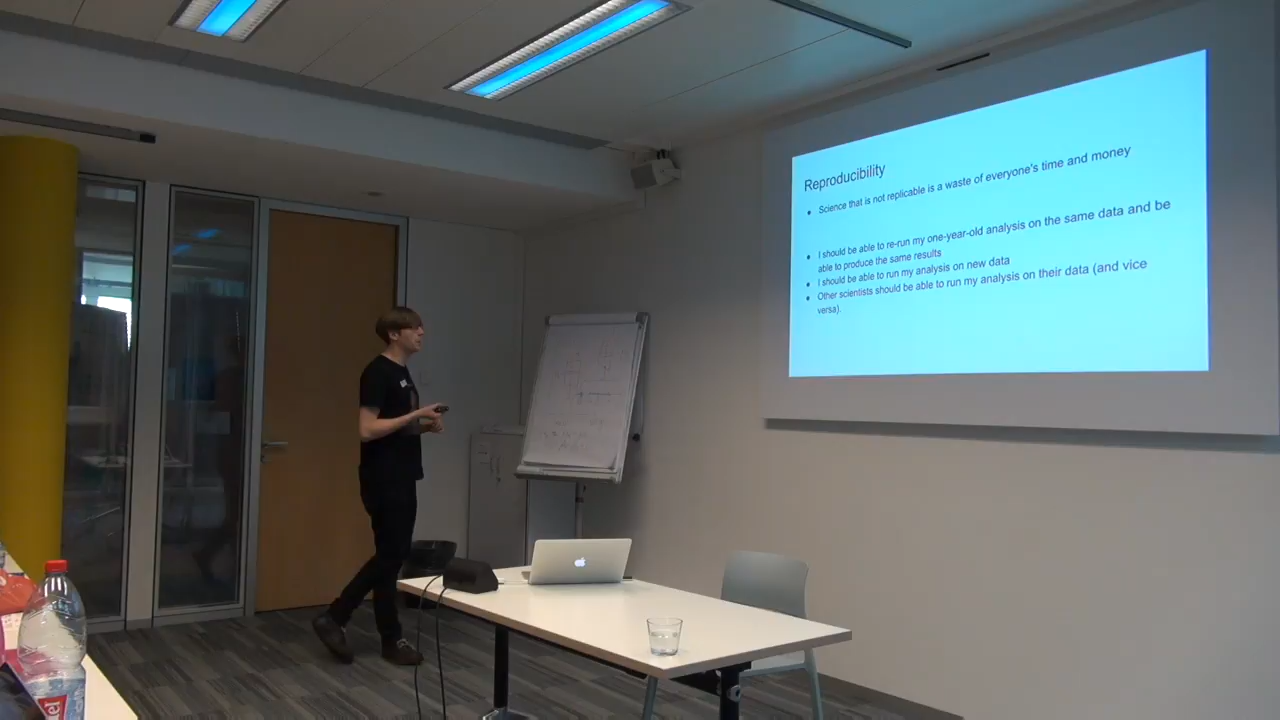 Reproducibility
• Science that is not replicable is a waste of everyone's time and money
• I should be able to re-run my one-year-old analysis on the same data and be
able to produce the same results
• I should be able to run my analysis on new data
• Other scientists should be able to run my analysis on their data (and vice
versa).